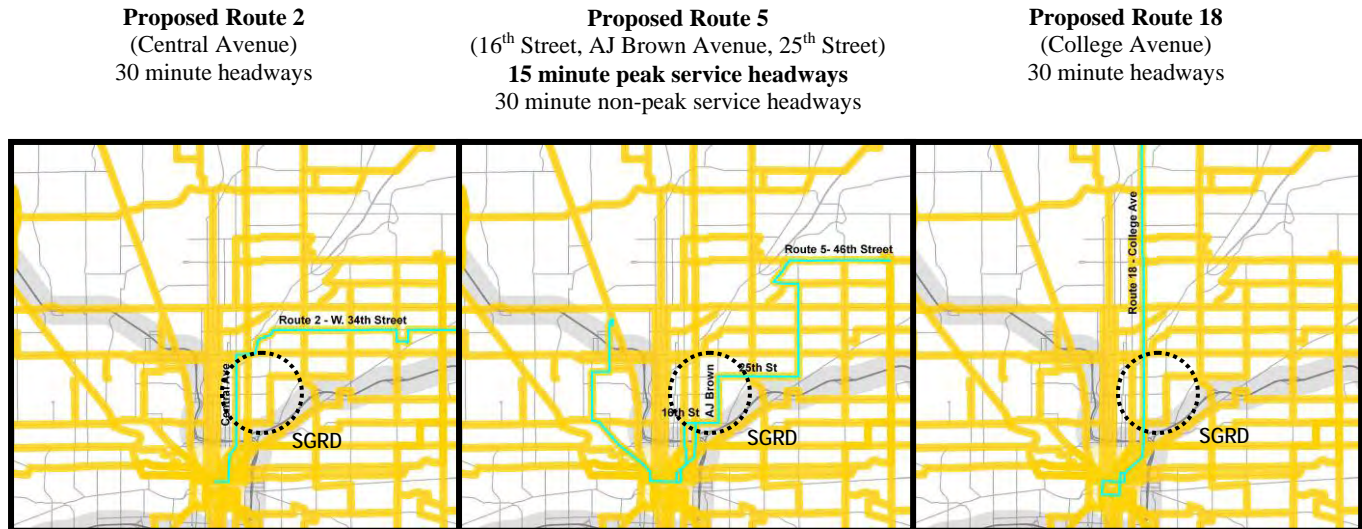 Proposed Route 2
(Central Avenue)
30 minute headways
Proposed Route 5
(16th Street, AJ Brown Avenue, 25th Street)
15 minute peak service headways
30 minute non-peak service headways
Proposed Route 18
(College Avenue)
30 minute headways
Route 2 - W. 34th Street
Central Ave
SGRD
Route 5- 46th Street
25th St
AJ Brown
16th St
SGRD
Route 18 - College Ave
SGRD